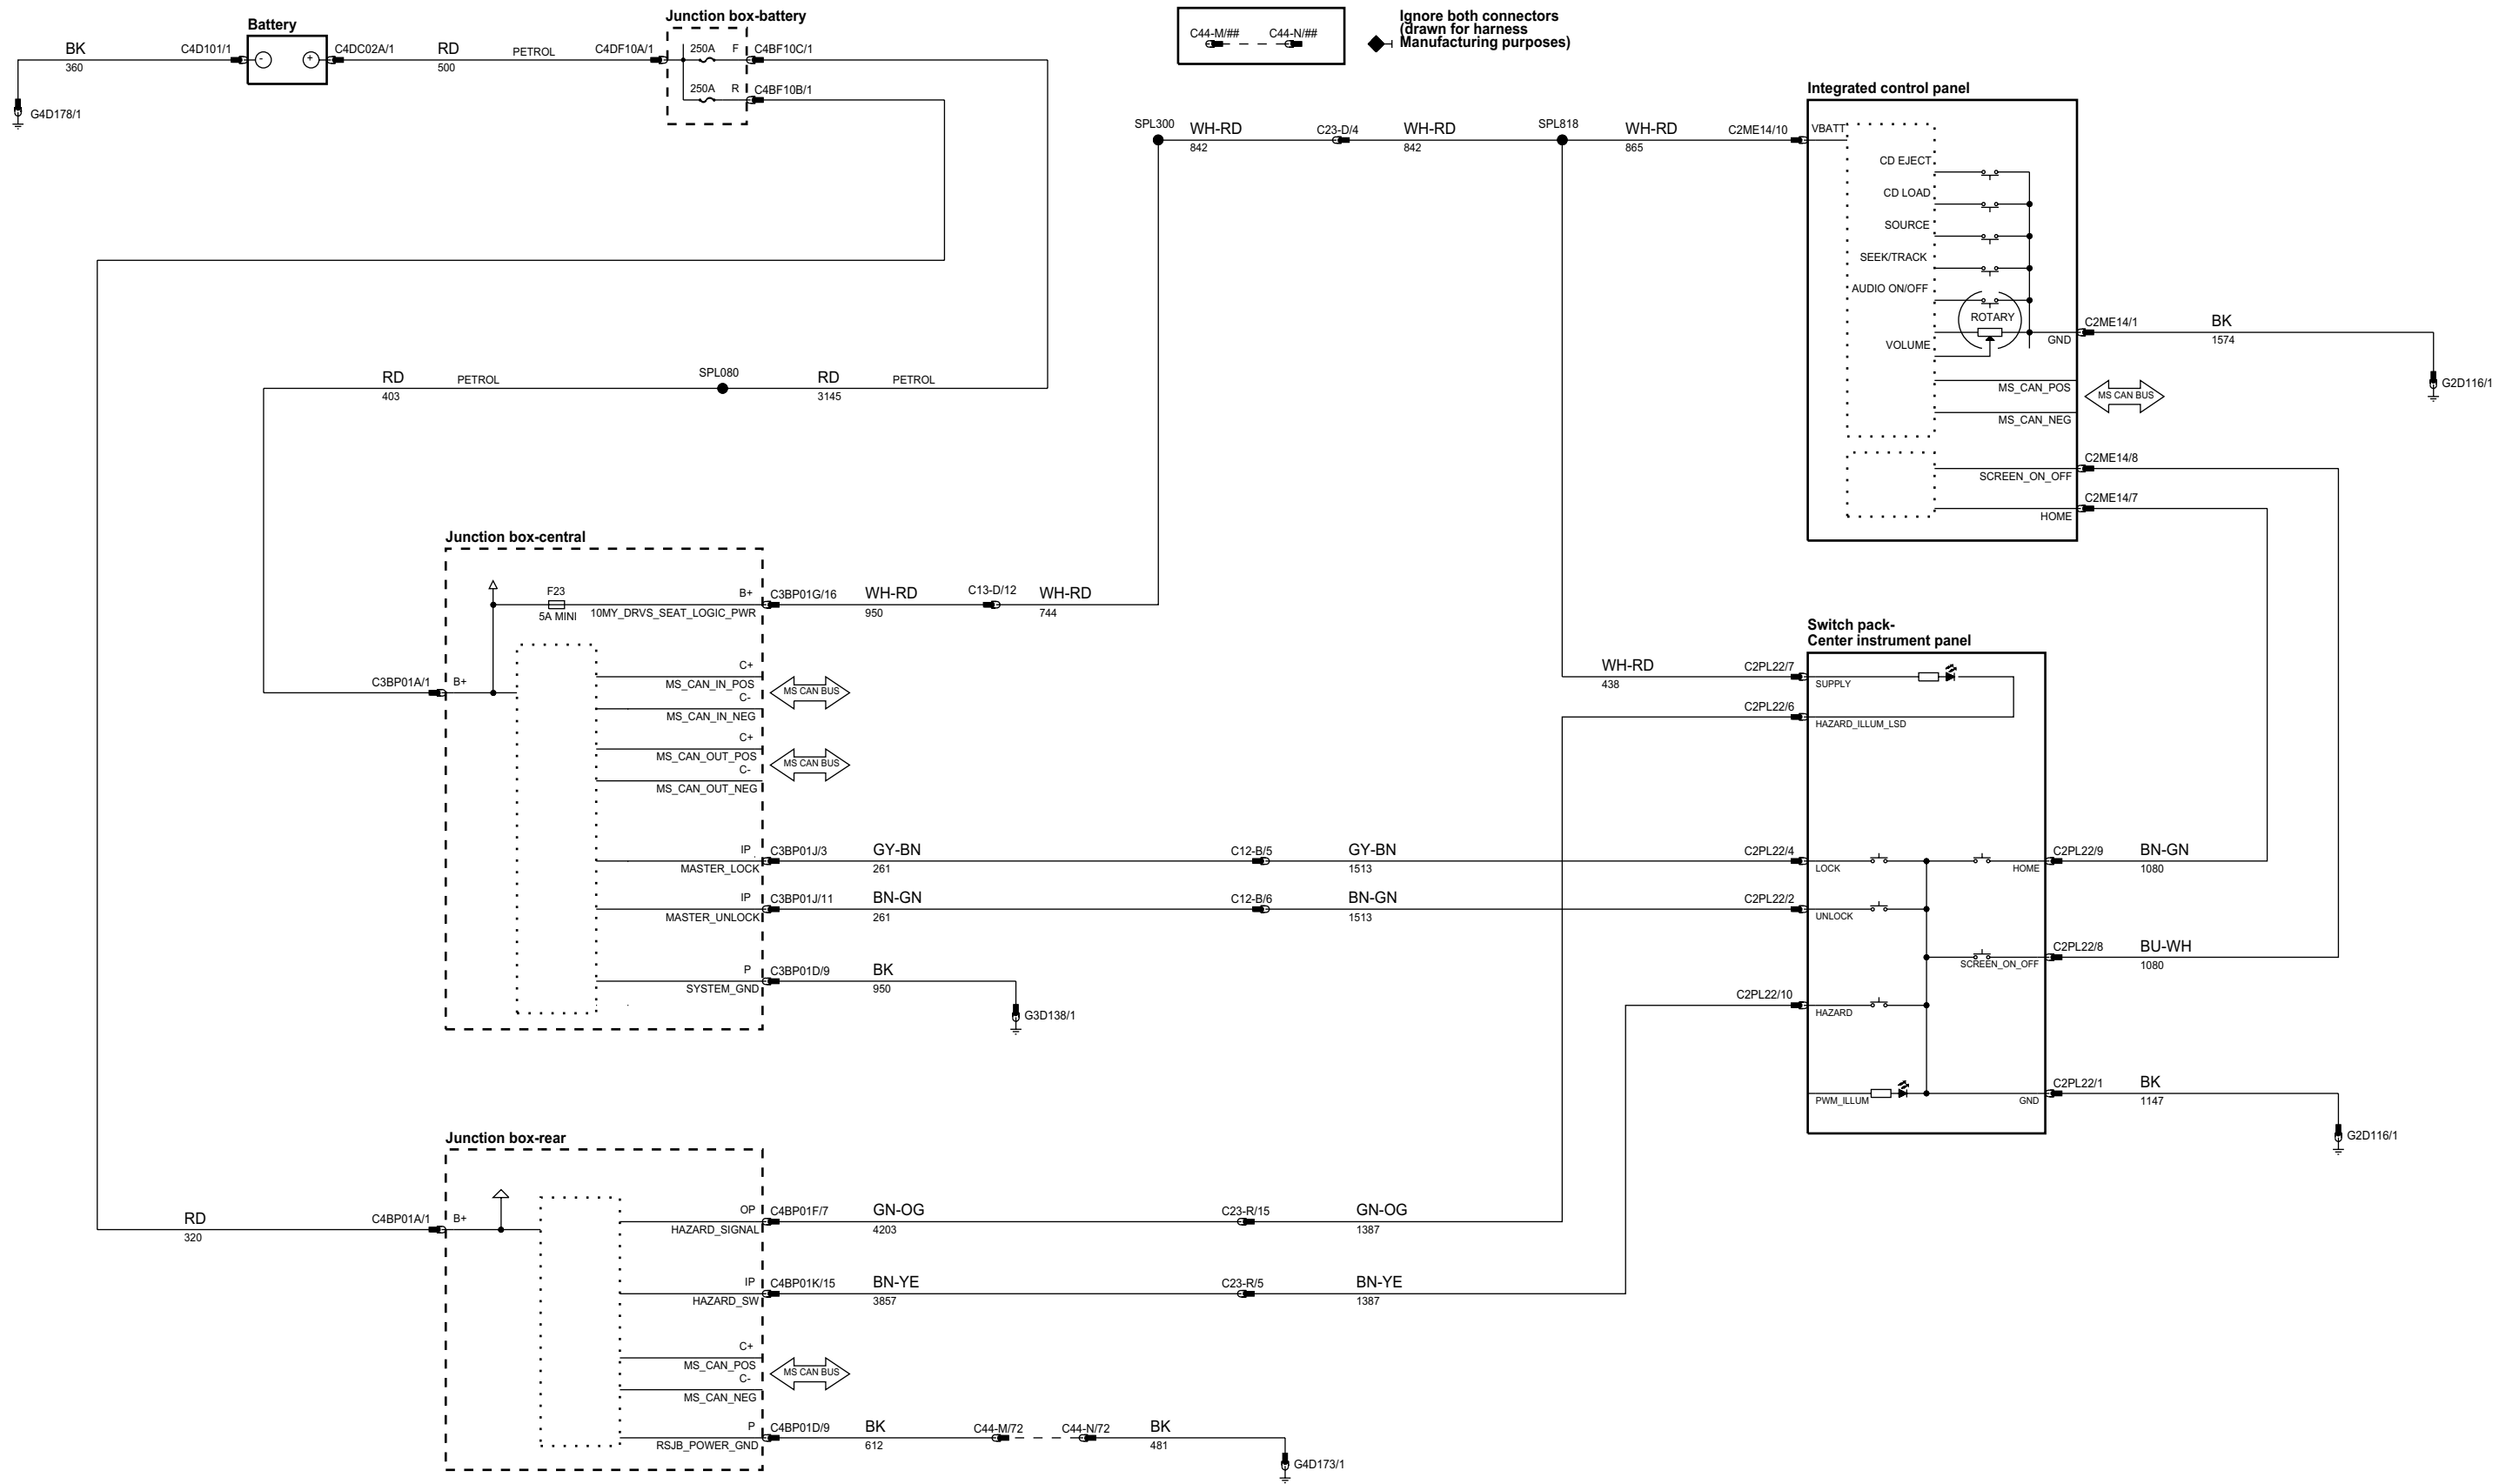 Battery
BK
360
C4D101/1
-
+
C4DC02A/1
RD
500
PETROL
G4D178/1
Junction box-battery
C4DF10A/1
250A F
C4BF10C/1
250A R
C4BF10B/1
C44-M/## C44-N/##
Ignore both connectors
(drawn for harness
Manufacturing purposes)
RD
403
PETROL
SPL080
RD
3145
PETROL
SPL300
WH-RD
842
C23-D/4
WH-RD
842
SPL818
WH-RD
865
C2ME14/10
Integrated control panel
VBATT
CD EJECT
CD LOAD
SOURCE
SEEK/TRACK
AUDIO ON/OFF
ROTARY
VOLUME
GND
C2ME14/1
BK
1574
G2D116/1
MS_CAN_POS
MS CAN BUS
MS_CAN_NEG
C2ME14/8
SCREEN_ON_OFF
C2ME14/7
HOME
Junction box-central
F23
5A MINI
B+
10MY_DRVS_SEAT_LOGIC_PWR
C3BP01G/16
WH-RD
950
C13-D/12
WH-RD
744
C3BP01A/1
B+
C+
MS_CAN_IN_POS
C-
MS_CAN_IN_NEG
MS CAN BUS
C+
MS_CAN_OUT_POS
C-
MS_CAN_OUT_NEG
MS CAN BUS
IP
MASTER_LOCK
C3BP01J/3
GY-BN
261
C12-B/5
GY-BN
1513
IP
MASTER_UNLOCK
C3BP01J/11
BN-GN
261
C12-B/6
BN-GN
1513
P
SYSTEM_GND
C3BP01D/9
BK
950
G3D138/1
Switch pack-
Center instrument panel
WH-RD
438
C2PL22/7
SUPPLY
C2PL22/6
HAZARD_ILLUM_LSD
C2PL22/4
LOCK
HOME
C2PL22/9
BN-GN
1080
C2PL22/2
UNLOCK
SCREEN_ON_OFF
C2PL22/8
BU-WH
1080
C2PL22/10
HAZARD
PWM_ILLUM
GND
C2PL22/1
BK
1147
G2D116/1
Junction box-rear
RD
320
C4BP01A/1
B+
OP
HAZARD_SIGNAL
C4BP01F/7
GN-OG
4203
C23-R/15
GN-OG
1387
IP
HAZARD_SW
C4BP01K/15
BN-YE
3857
C23-R/5
BN-YE
1387
C+
MS_CAN_POS
C-
MS_CAN_NEG
MS CAN BUS
P
RSJB_POWER_GND
C4BP01D/9
BK
612
C44-M/72
C44-N/72
BK
481
G4D173/1